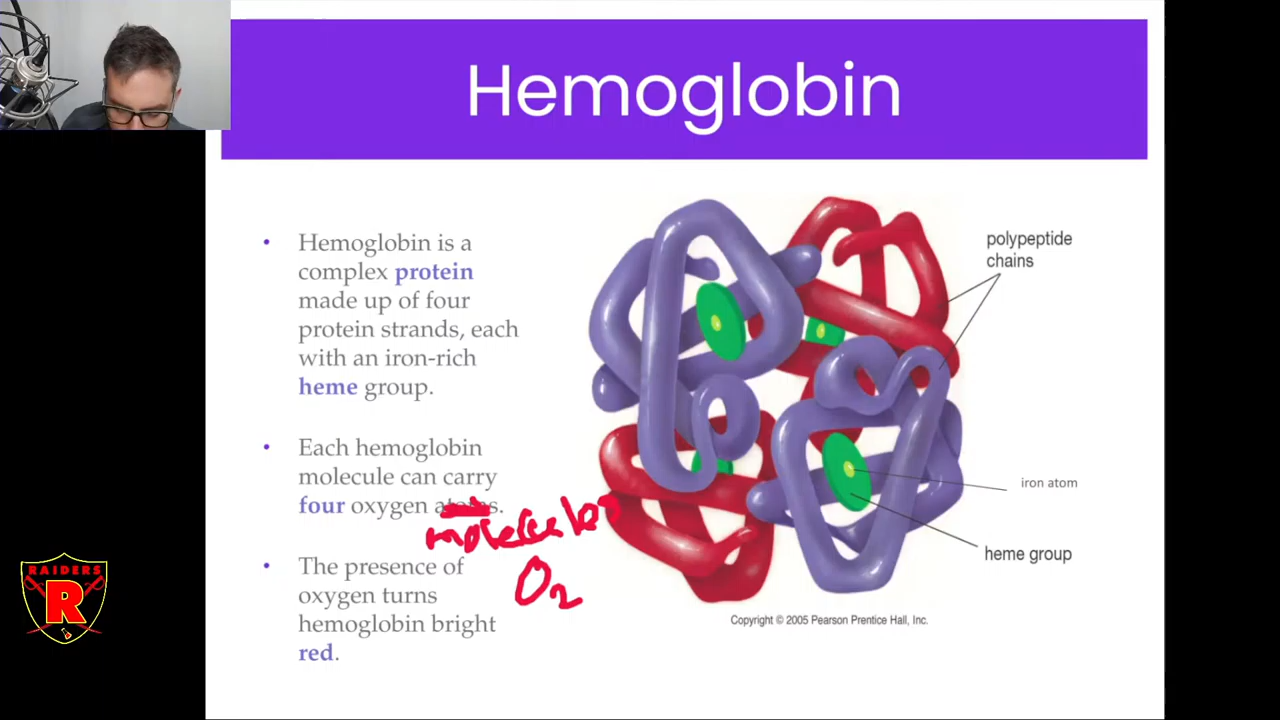 Hemoglobin
• Hemoglobin is a
complex protein
made up of four
protein strands, each
with an iron-rich
heme group.
• Each hemoglobin
molecule can carry
four oxygen atoms.
molecules
O₂
• The presence of
oxygen turns
hemoglobin bright
red.
polypeptide
chains
iron atom
heme group
Copyright © 2005 Pearson Prentice Hall, Inc.
RAIDERS
R